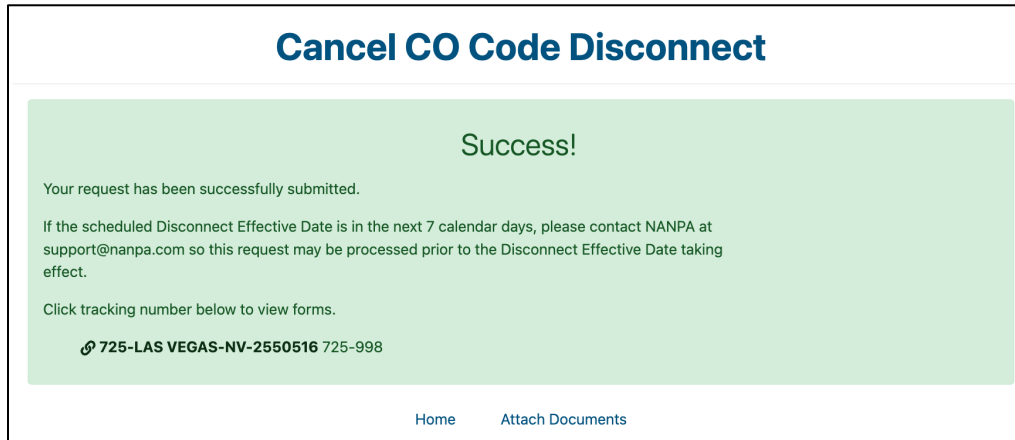 Cancel CO Code Disconnect
Success!
Your request has been successfully submitted.
If the scheduled Disconnect Effective Date is in the next 7 calendar days, please contact NANPA at
support@nanpa.com so this request may be processed prior to the Disconnect Effective Date taking
effect.
Click tracking number below to view forms.
725-LAS VEGAS-NV-2550516 725-998
Home Attach Documents